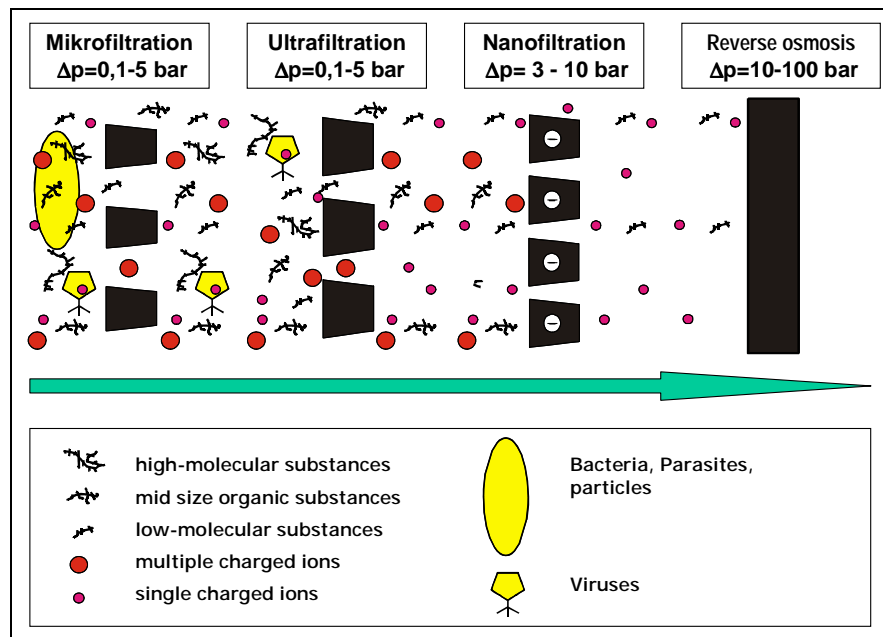 Mikrofiltration
Δp=0,1-5 bar
Ultrafiltration
Δp=0,1-5 bar
Nanofiltration
Δp= 3 - 10 bar
Reverse osmosis
Δp=10-100 bar
high-molecular substances
mid size organic substances
low-molecular substances
multiple charged ions
single charged ions
Bacteria, Parasites,
particles
Viruses